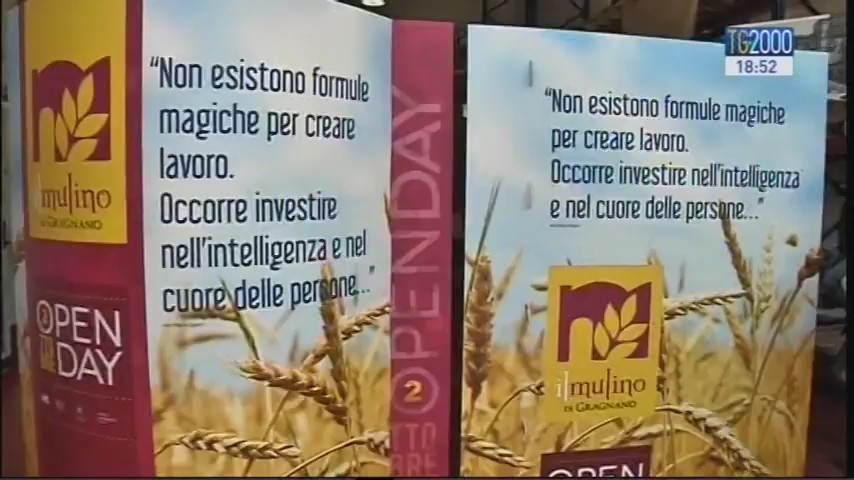 TG2000
18:52
il mulino
DI GRAGNANO
OPEN
DAY
"Non esistono formule
magiche per creare
lavoro.
Occorre investire
nell'intelligenza e nel
cuore delle persone..."
OPENDAY
2
"Non esistono formule magiche
per creare lavoro.
Occorre investire nell'intelligenza
e nel cuore delle persone..."
il mulino
DI GRAGNANO
OPEN